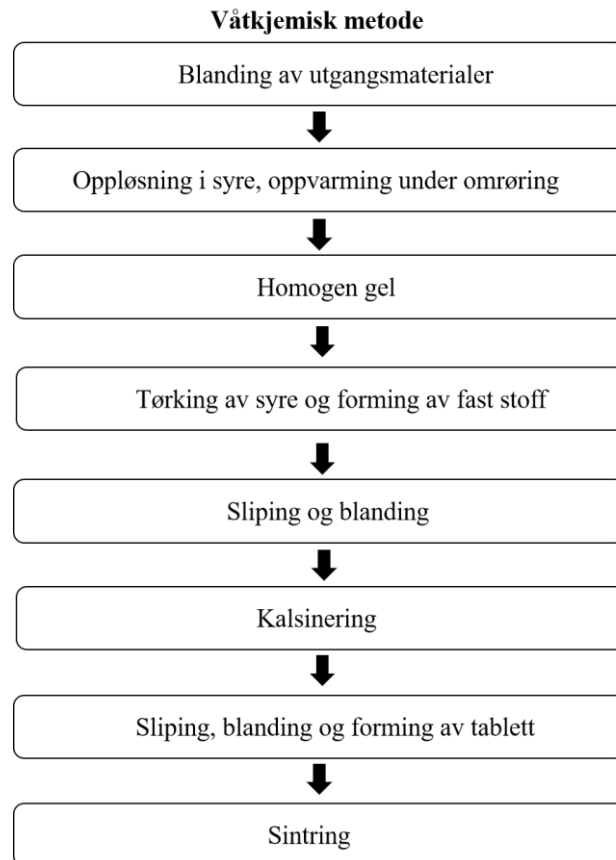 Våtkjemisk metode
Blanding av utgangsmaterialer
Oppløsning i syre, oppvarming under omrøring
Homogen gel
Tørking av syre og forming av fast stoff
Sliping og blanding
Kalsinering
Sliping, blanding og forming av tablett
Sintring